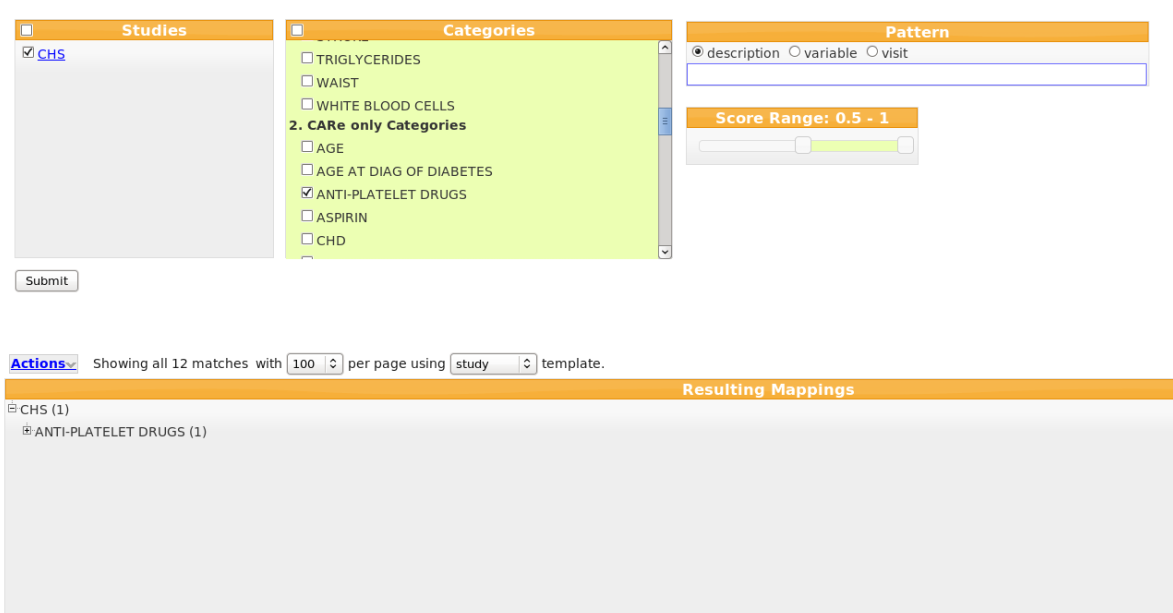 Studies
CHS
Categories
TRIGLYCERIDES
WAIST
WHITE BLOOD CELLS
2. CARe only Categories
AGE
AGE AT DIAG OF DIABETES
ANTI-PLATELET DRUGS
ASPIRIN
CHD
Pattern
description variable visit
Score Range: 0.5 - 1
Submit
Actions Showing all 12 matches with 100 per page using study template.
Resulting Mappings
CHS (1)
ANTI-PLATELET DRUGS (1)